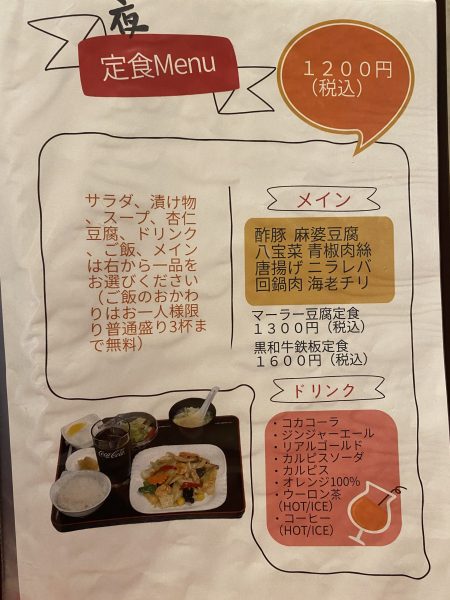 夜
定食Menu
1200円
(税込)
サラダ、漬け物
、スープ、杏仁
豆腐、ドリンク
、ご飯、メイン
は右から一品を
お選びください
(ご飯のおかわ
りはお一人様限
り普通盛り3杯ま
で無料)
メイン
酢豚 麻婆豆腐
八宝菜 青椒肉絲
唐揚げ ニラレバ
回鍋肉 海老チリ
マーラー豆腐定食
1300円(税込)
黒和牛鉄板定食
1600円(税込)
ドリンク
・コカコーラ
・ジンジャーエール
・リアルゴールド
・カルピスソーダ
・カルピス
・オレンジ100%
・ウーロン茶
(HOT/ICE)
・コーヒー
(HOT/ICE)
Coca-Cola